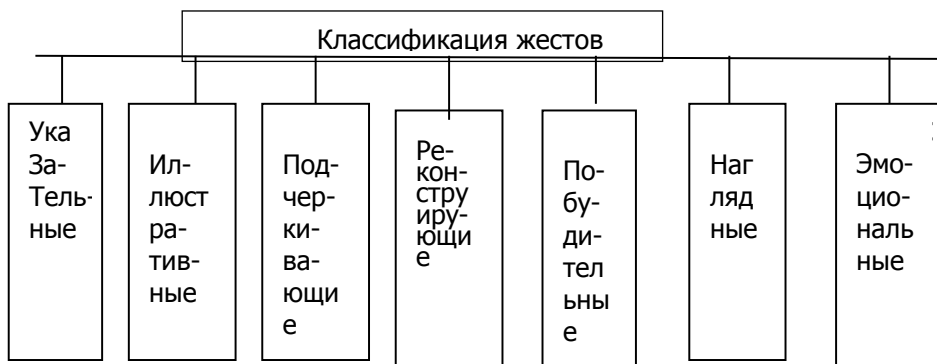 Классификация жестов
Ука
За-
Тель-
ные
Ил-
люст
ра-
тив-
ные
Под-
чер-
ки-
ва-
ющи
е
Ре-
кон-
стру
иру-
ющи
е
По-
бу-
ди-
тел
ьны
е
Наг
ляд
ные
Эмо-
цио-
наль
ные